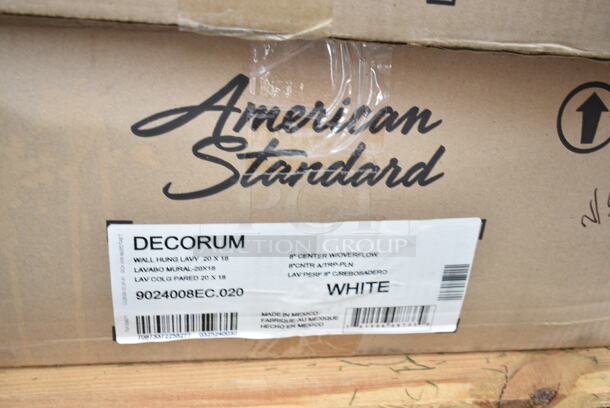 American
Standard
DECORUM
WALL HUNG LAVY 20 X 18
LAVABO MURAL-20X18
LAV COLG PARED 20 X 18
8" CENTER W/OVERFLOW
8"CNTR A/TRP-PLN
LAV PERF 8" C/REBOSADERO
9024008EC.020
WHITE
MADE IN MEXICO
FABRIQUE AU MEXIQUE
HECHO EN MEXICO
GROUP